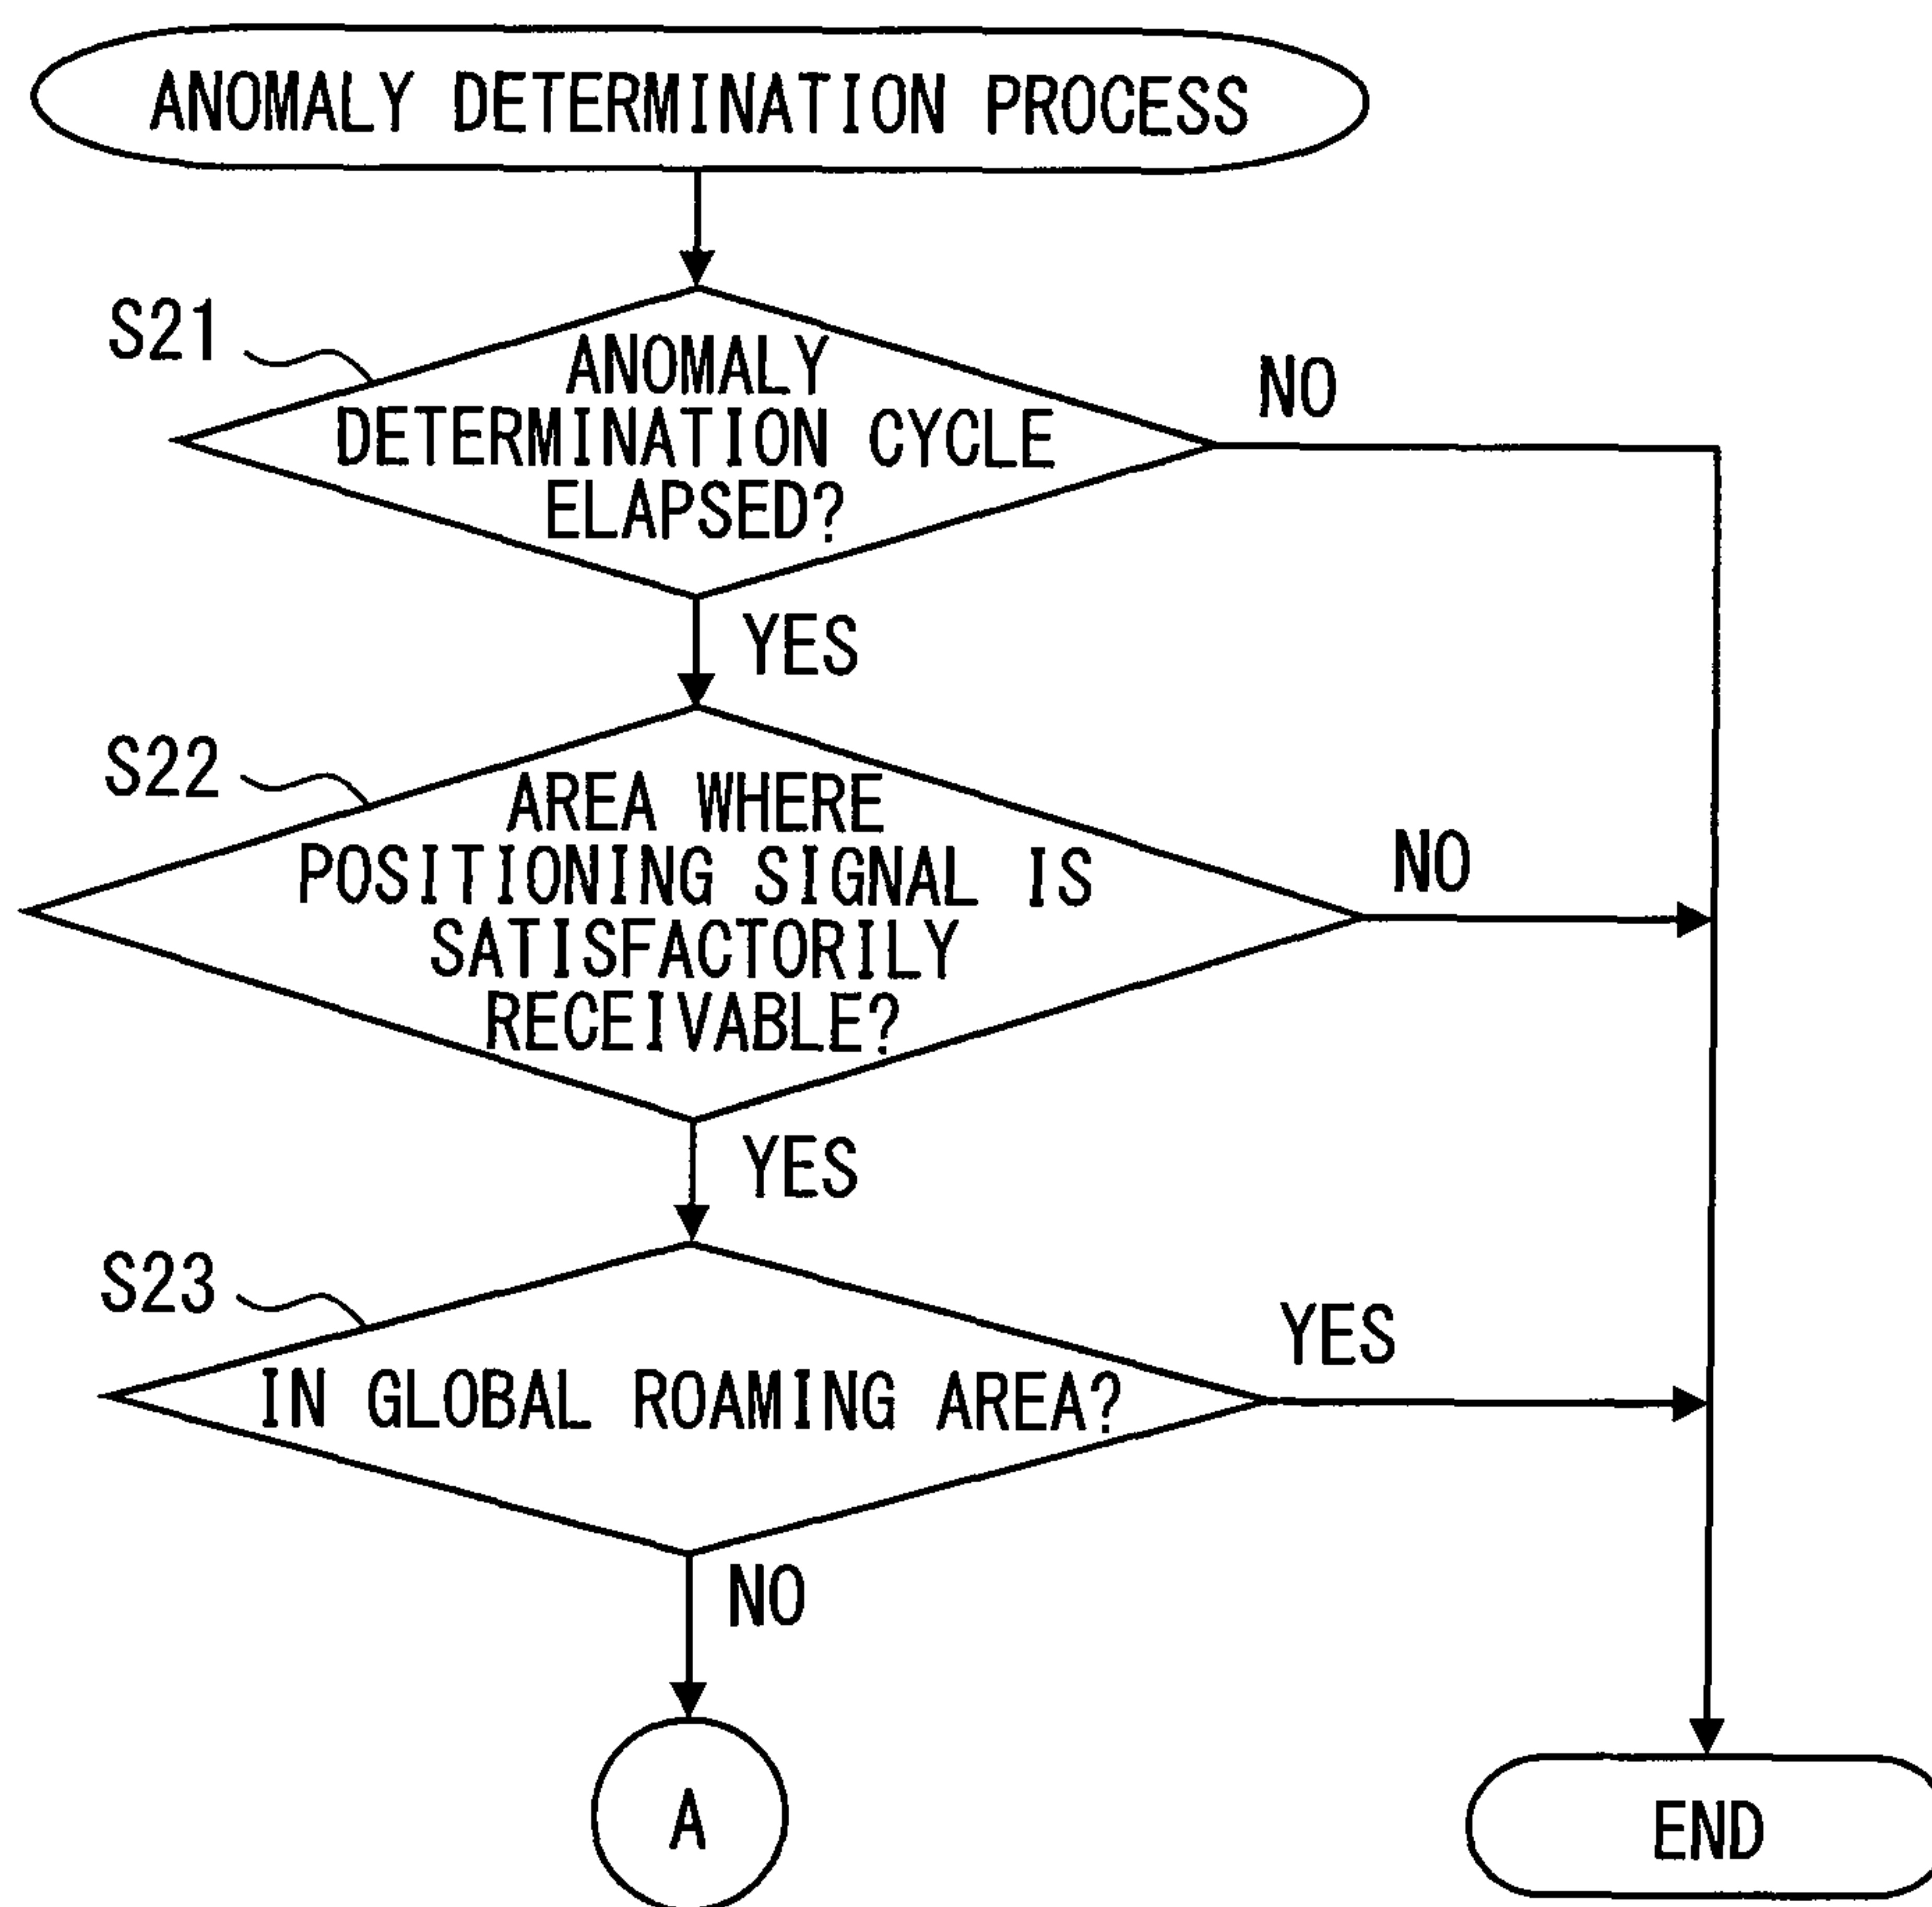 ANOMALY DETERMINATION PROCESS
S21
ANOMALY
DETERMINATION CYCLE
ELAPSED?
NO
YES
S22
AREA WHERE
POSITIONING SIGNAL IS
SATISFACTORILY
RECEIVABLE?
NO
YES
S23
IN GLOBAL ROAMING AREA?
YES
NO
A
END